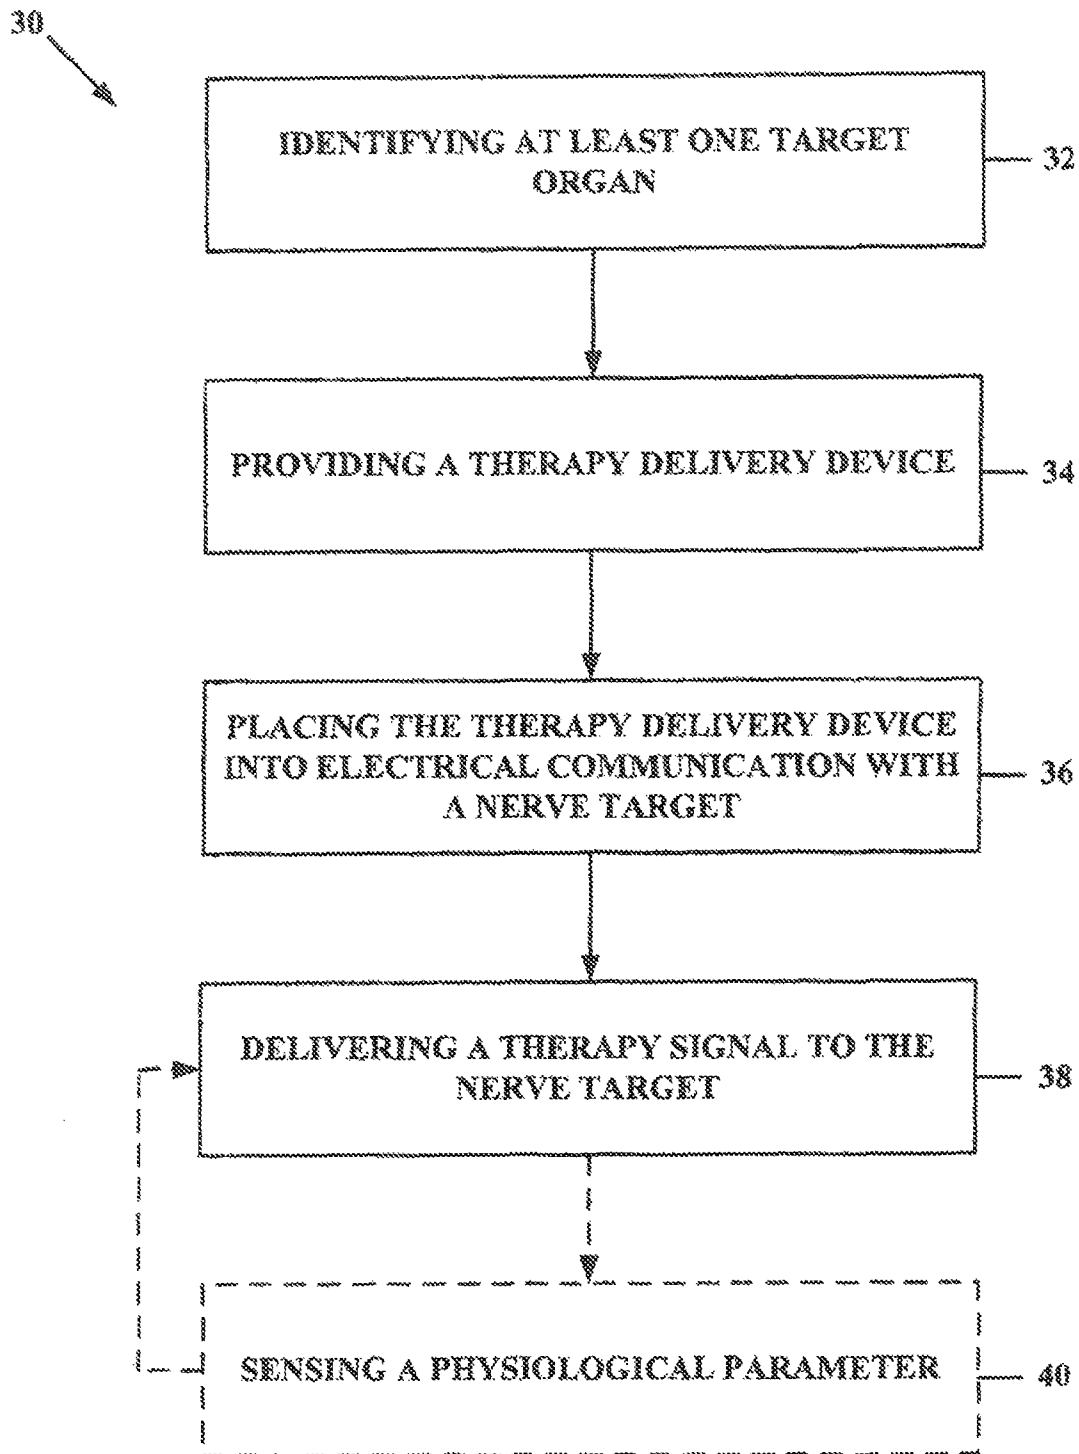 30
IDENTIFYING AT LEAST ONE TARGET
ORGAN
32
PROVIDING A THERAPY DELIVERY DEVICE
34
PLACING THE THERAPY DELIVERY DEVICE
INTO ELECTRICAL COMMUNICATION WITH
A NERVE TARGET
36
DELIVERING A THERAPY SIGNAL TO THE
NERVE TARGET
38
SENSING A PHYSIOLOGICAL PARAMETER
40